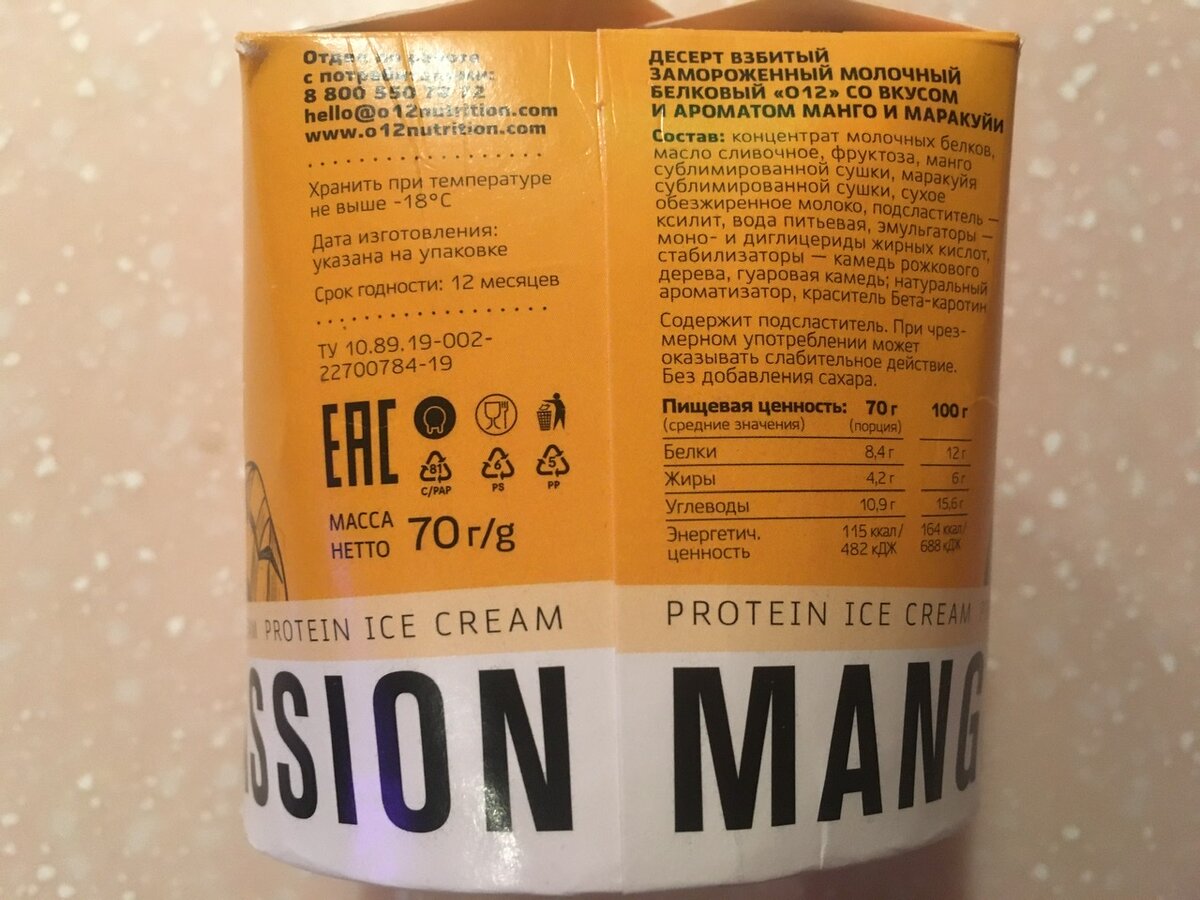 Отдел по работе
с потребителями:
8 800 550
hello@o12nutrition.com
www.o12nutrition.com
Хранить при температуре
не выше -18°С
Дата изготовления:
указана на упаковке
Срок годности: 12 месяцев
ТУ 10.89.19-002-
22700784-19
EAC
81
C/PAP
6
PS
5
PP
МАССА
НЕТТО
70 г/g
PROTEIN ICE CREAM
SSION
ДЕСЕРТ ВЗБИТЫЙ
ЗАМОРОЖЕННЫЙ МОЛОЧНЫЙ
БЕЛКОВЫЙ «О12» СО ВКУСОМ
И АРОМАТОМ МАНГО И МАРАКУЙИ
Состав: концентрат молочных белков,
масло сливочное, фруктоза, манго
сублимированной сушки, маракуйя
сублимированной сушки, сухое
обезжиренное молоко, подсластитель —
ксилит, вода питьевая, эмульгаторы —
моно- и диглицериды жирных кислот,
стабилизаторы — камедь рожкового
дерева, гуаровая камедь; натуральный
ароматизатор, краситель Бета-каротин
Содержит подсластитель. При чрез-
мерном употреблении может
оказывать слабительное действие.
Без добавления сахара.
Пищевая ценность: 70 г 100 г
(средние значения) (порция)
Белки 8,4 г 12 г
Жиры 4,2 г 6 г
Углеводы 10,9 г 15,6 г
Энергетич. 115 ккал/ 164 ккал/
ценность 482 кДЖ 688 кДЖ
PROTEIN ICE CREAM
MANG